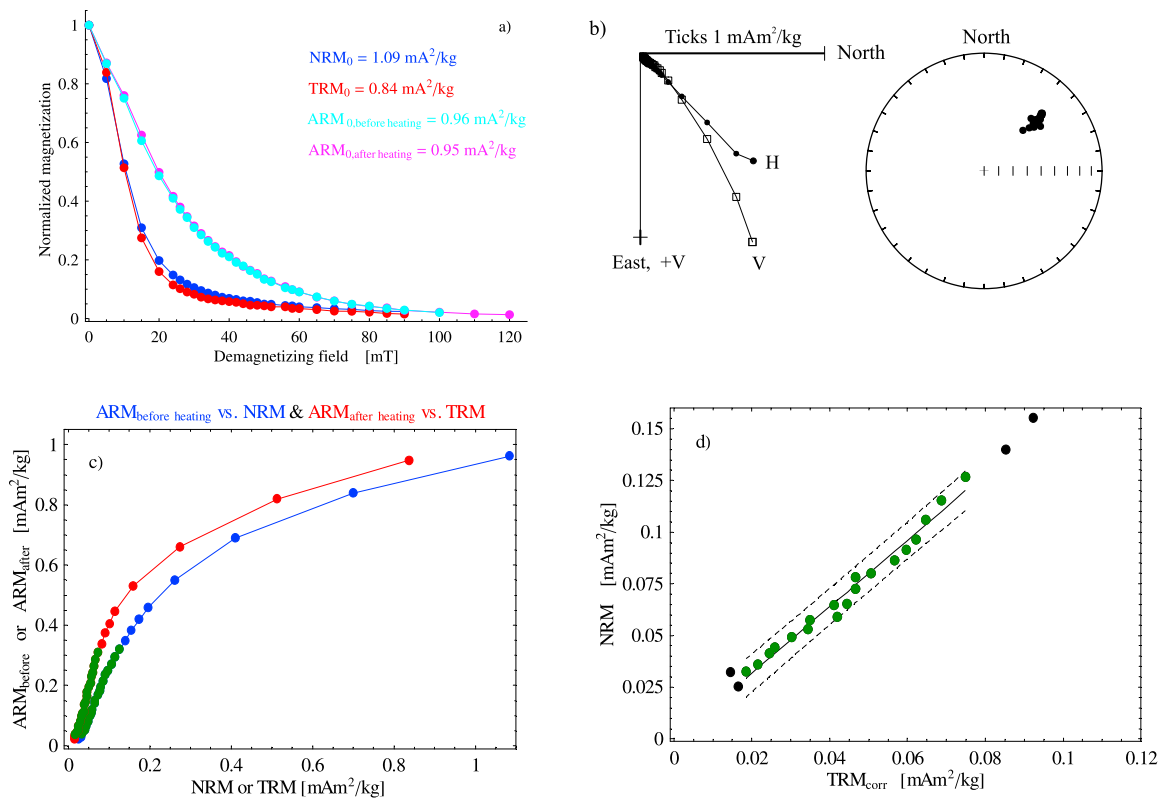 a)
NRM0 = 1.09 mA²/kg
TRM0 = 0.84 mA²/kg
ARM0,before heating = 0.96 mA²/kg
ARM0,after heating = 0.95 mA²/kg
Normalized magnetization
1
0.8
0.6
0.4
0.2
0
0 20 40 60 80 100 120
Demagnetizing field [mT]
b)
Ticks 1 mAm²/kg
North
H
V
East, +V
North
ARMbefore heating vs. NRM & ARMafter heating vs. TRM
c)
ARMbefore or ARMafter [mAm²/kg]
1
0.8
0.6
0.4
0.2
0
0 0.2 0.4 0.6 0.8 1
NRM or TRM [mAm²/kg]
d)
NRM [mAm²/kg]
0.15
0.125
0.1
0.075
0.05
0.025
0
0 0.02 0.04 0.06 0.08 0.1 0.12
TRMcorr [mAm²/kg]